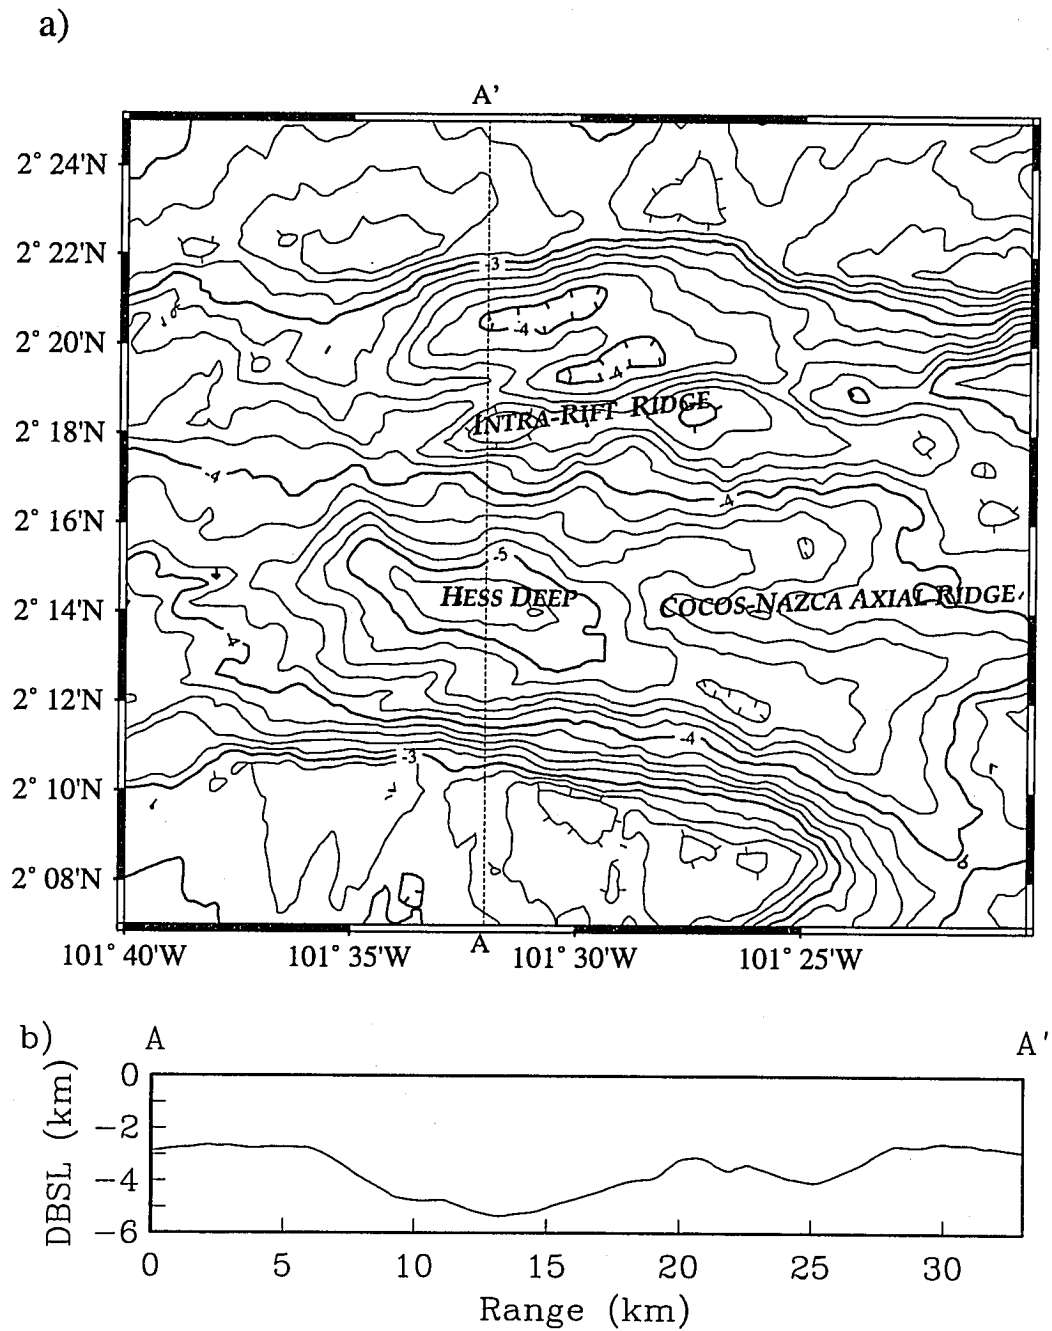 a)
A'
2° 24'N
2° 22'N
-3
2° 20'N
-4
-4
INTRA-RIFT RIDGE
2° 18'N
-4
-4
2° 16'N
-5
HESS DEEP
COCOS-NAZCA AXIAL RIDGE
2° 14'N
-4
2° 12'N
-4
-3
2° 10'N
2° 08'N
101° 40'W
101° 35'W
A
101° 30'W
101° 25'W
b)
A
A'
0
−2
−4
−6
DBSL (km)
0
5
10
15
20
25
30
Range (km)